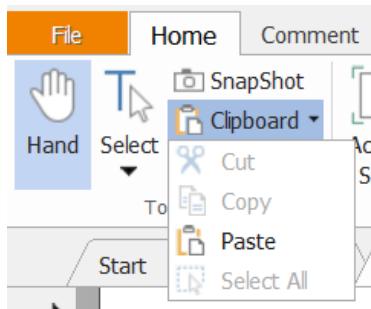 File Home Comment
SnapShot
Clipboard
Hand Select
Cut
Copy
Paste
Select All
Start